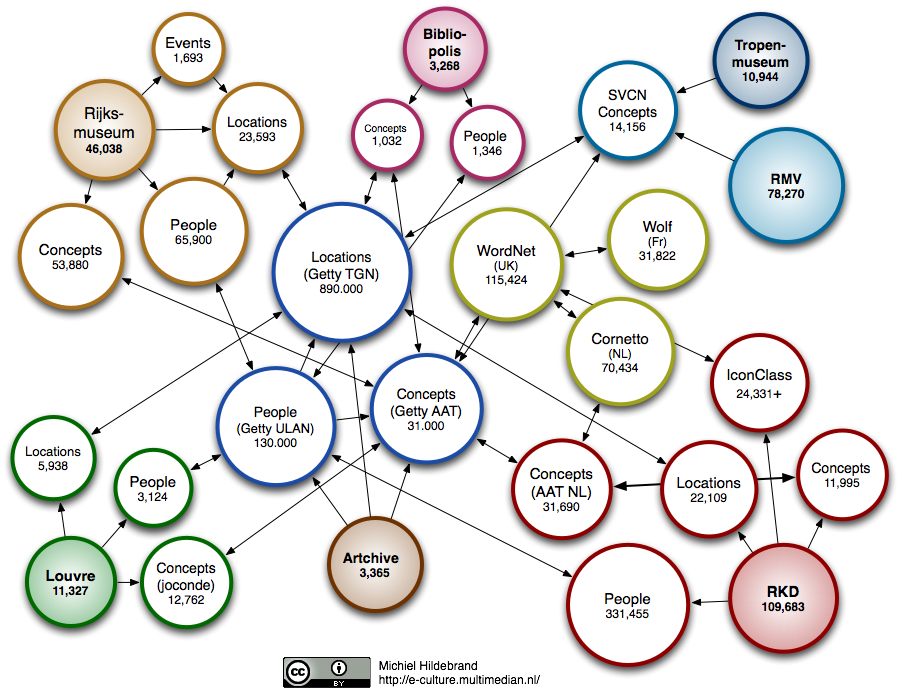 Events
1,693
Biblio-
polis
3,268
Tropen-
museum
10,944
Rijks-
museum
46,038
Locations
23,593
Concepts
1,032
People
1,346
SVCN
Concepts
14,156
RMV
78,270
Concepts
53,880
People
65,900
Locations
(Getty TGN)
890.000
WordNet
(UK)
115,424
Wolf
(Fr)
31,822
Cornetto
(NL)
70,434
IconClass
24,331+
People
(Getty ULAN)
130.000
Concepts
(Getty AAT)
31.000
Locations
5,938
People
3,124
Concepts
(AAT NL)
31,690
Locations
22,109
Concepts
11,995
Louvre
11,327
Concepts
(joconde)
12,762
Artchive
3,365
People
331,455
RKD
109,683
cc
BY
Michiel Hildebrand
http://e-culture.multimedian.nl/